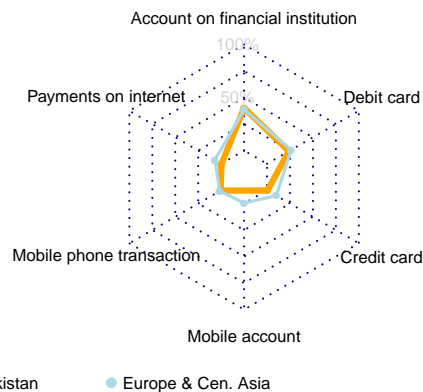 Account on financial institution
100%
Payments on internet
50%
Debit card
Mobile phone transaction
Credit card
Mobile account
kistan
Europe & Cen. Asia